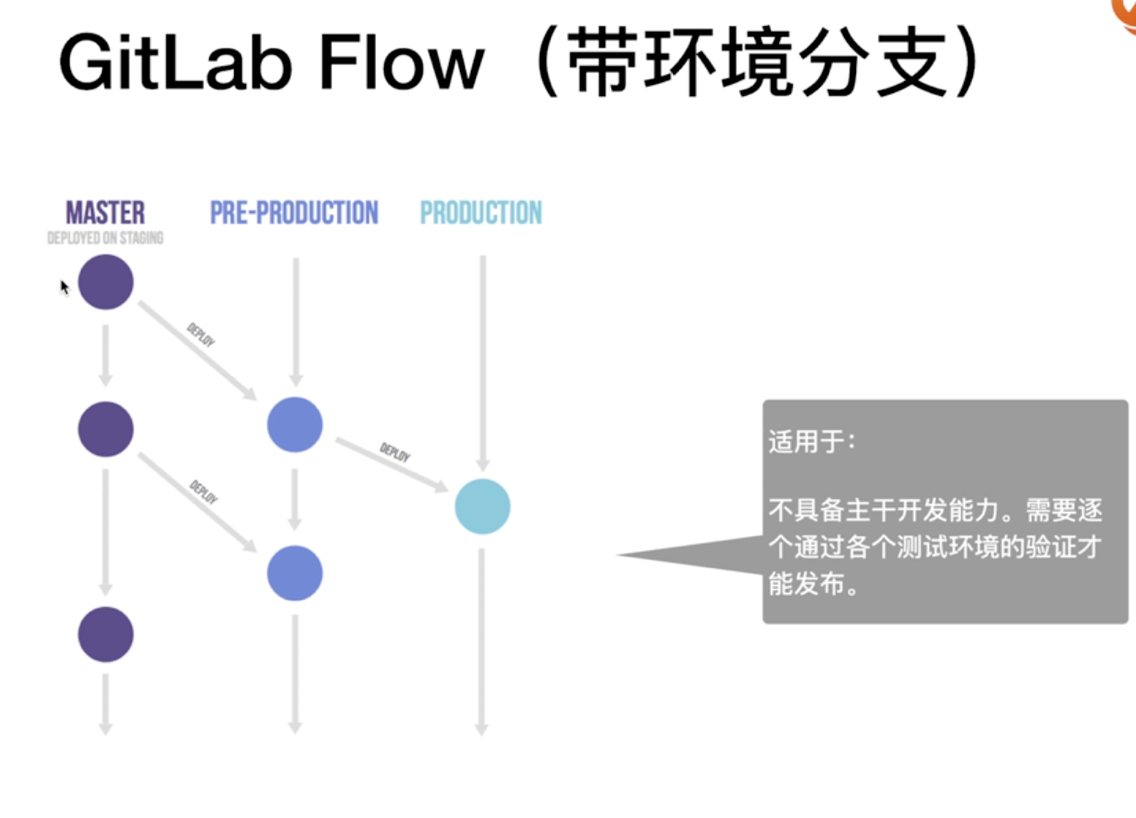 GitLab Flow（带环境分支）
MASTER
DEPLOYED ON STAGING
PRE-PRODUCTION
PRODUCTION
DEPLOY
DEPLOY
DEPLOY
适用于：
不具备主干开发能力。需要逐
个通过各个测试环境的验证才
能发布。